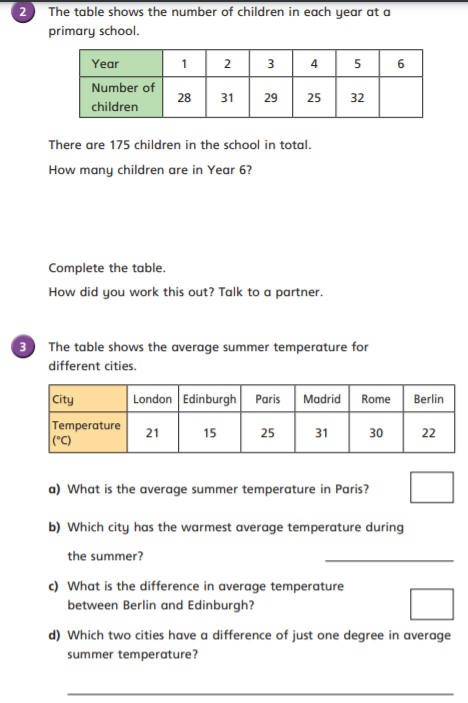 2 The table shows the number of children in each year at a
primary school.
Year 1 2 3 4 5 6
Number of
children 28 31 29 25 32
There are 175 children in the school in total.
How many children are in Year 6?
Complete the table.
How did you work this out? Talk to a partner.
3 The table shows the average summer temperature for
different cities.
City London Edinburgh Paris Madrid Rome Berlin
Temperature
(°C) 21 15 25 31 30 22
a) What is the average summer temperature in Paris?
b) Which city has the warmest average temperature during
the summer?
c) What is the difference in average temperature
between Berlin and Edinburgh?
d) Which two cities have a difference of just one degree in average
summer temperature?